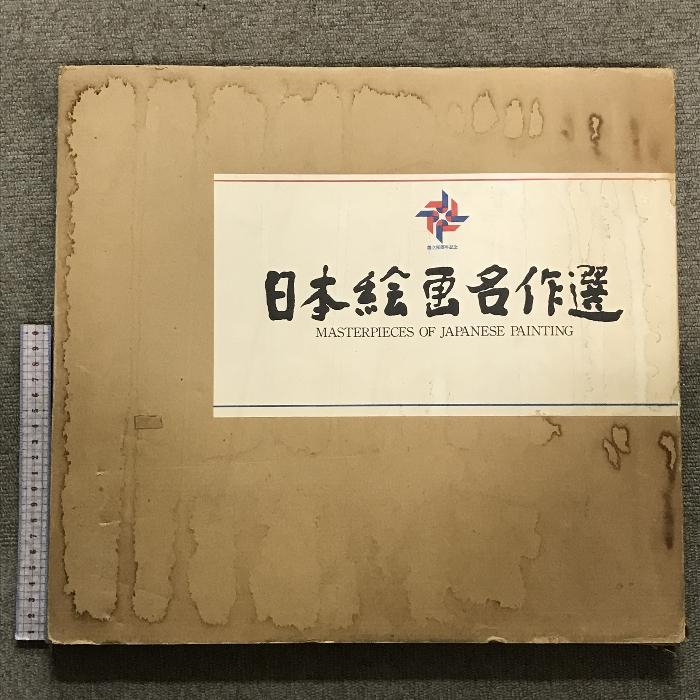 日本絵画名作選
MASTERPIECES OF JAPANESE PAINTING